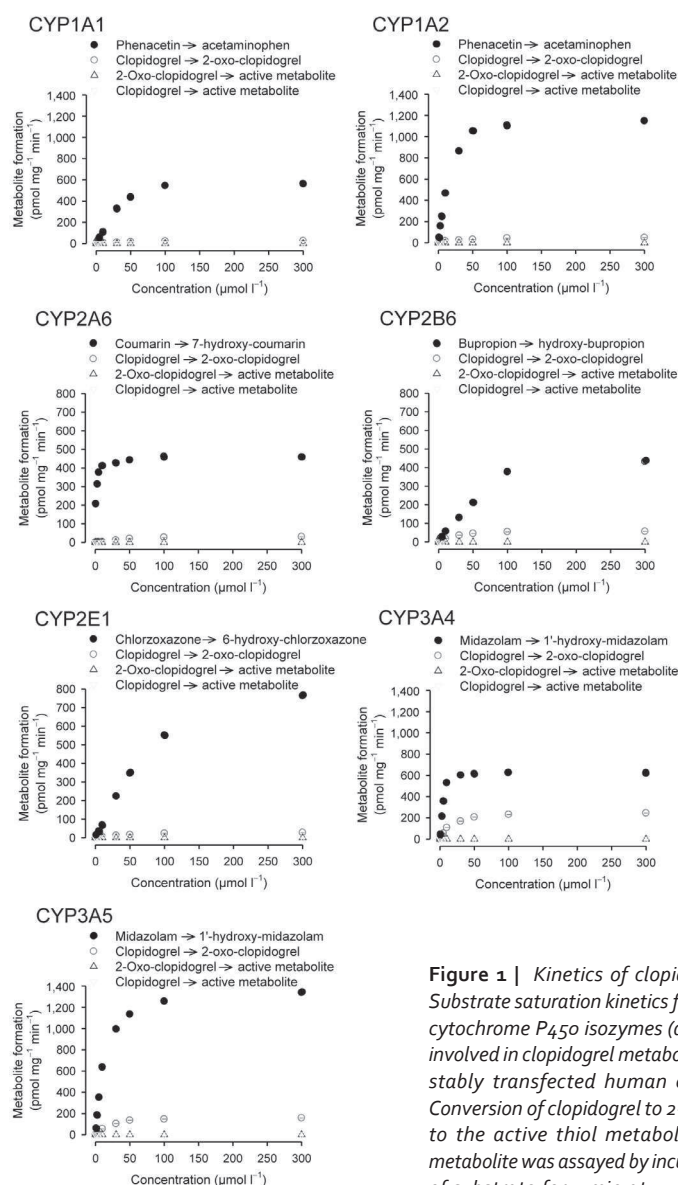 CYP1A1
Phenacetin → acetaminophen
Clopidogrel → 2-oxo-clopidogrel
2-Oxo-clopidogrel → active metabolite
Clopidogrel → active metabolite
Metabolite formation
(pmol mg⁻¹ min⁻¹)
1,400
1,200
1,000
800
600
400
200
0
0 50 100 150 200 250 300
Concentration (µmol l⁻¹)
CYP1A2
Phenacetin → acetaminophen
Clopidogrel → 2-oxo-clopidogrel
2-Oxo-clopidogrel → active metabolite
Clopidogrel → active metabolite
Metabolite formation
(pmol mg⁻¹ min⁻¹)
1,400
1,200
1,000
800
600
400
200
0
0 50 100 150 200 250 300
Concentration (µmol l⁻¹)
CYP2A6
Coumarin → 7-hydroxy-coumarin
Clopidogrel → 2-oxo-clopidogrel
2-Oxo-clopidogrel → active metabolite
Clopidogrel → active metabolite
Metabolite formation
(pmol mg⁻¹ min⁻¹)
800
700
600
500
400
300
200
100
0
0 50 100 150 200 250 300
Concentration (µmol l⁻¹)
CYP2B6
Bupropion → hydroxy-bupropion
Clopidogrel → 2-oxo-clopidogrel
2-Oxo-clopidogrel → active metabolite
Clopidogrel → active metabolite
Metabolite formation
(pmol mg⁻¹ min⁻¹)
800
700
600
500
400
300
200
100
0
0 50 100 150 200 250 300
Concentration (µmol l⁻¹)
CYP2E1
Chlorzoxazone → 6-hydroxy-chlorzoxazone
Clopidogrel → 2-oxo-clopidogrel
2-Oxo-clopidogrel → active metabolite
Clopidogrel → active metabolite
Metabolite formation
(pmol mg⁻¹ min⁻¹)
800
700
600
500
400
300
200
100
0
0 50 100 150 200 250 300
Concentration (µmol l⁻¹)
CYP3A4
Midazolam → 1'-hydroxy-midazolam
Clopidogrel → 2-oxo-clopidogrel
2-Oxo-clopidogrel → active metabolite
Clopidogrel → active metabolite
Metabolite formation
(pmol mg⁻¹ min⁻¹)
1,400
1,200
1,000
800
600
400
200
0
0 50 100 150 200 250 300
Concentration (µmol l⁻¹)
CYP3A5
Midazolam → 1'-hydroxy-midazolam
Clopidogrel → 2-oxo-clopidogrel
2-Oxo-clopidogrel → active metabolite
Clopidogrel → active metabolite
Metabolite formation
(pmol mg⁻¹ min⁻¹)
1,400
1,200
1,000
800
600
400
200
0
0 50 100 150 200 250 300
Concentration (µmol l⁻¹)
Figure 1 | Kinetics of clopid
Substrate saturation kinetics f
cytochrome P450 isozymes (
involved in clopidogrel metabo
stably transfected human
Conversion of clopidogrel to 2
to the active thiol metabol
metabolite was assayed by incu